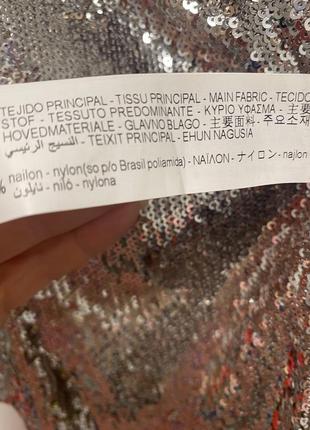 TEJIDO PRINCIPAL - TISSU PRINCIPAL - MAIN FABRIC - TECIDO
STOF - TESSUTO PREDOMINANTE - ΚΥΡΙΟ ΥΦΑΣΜΑ - 主要
HOVEDMATERIALE - GLAVNO BLAGO - 主要面料 - 주요소재
النسيج الرئيسي - TEIXIT PRINCIPAL - EHUN NAGUSIA
% nailon - nylon(so p/o Brasil poliamida) - ΝΑΪΛΟΝ - ナイロン - najlon
نايلون - niló - nylona